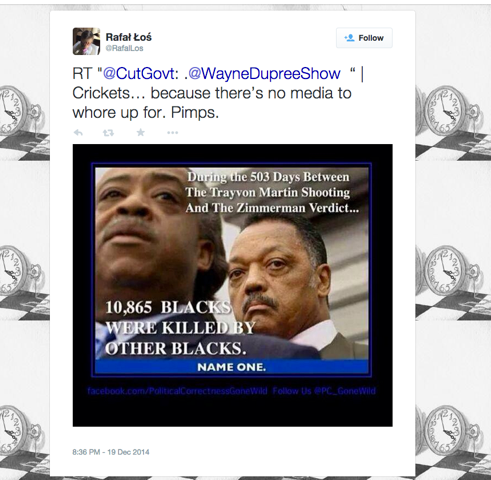 Rafał Łoś
@RafalLos
Follow
RT "@CutGovt: .@WayneDupreeShow “ |
Crickets… because there's no media to
whore up for. Pimps.
During the 503 Days Between
The Trayvon Martin Shooting
And The Zimmerman Verdict...
10,865 BLACKS
WERE KILLED BY
OTHER BLACKS.
NAME ONE.
facebook.com/PoliticalCorrectnessGoneWild Follow Us @PC_GoneWild
8:36 PM - 19 Dec 2014